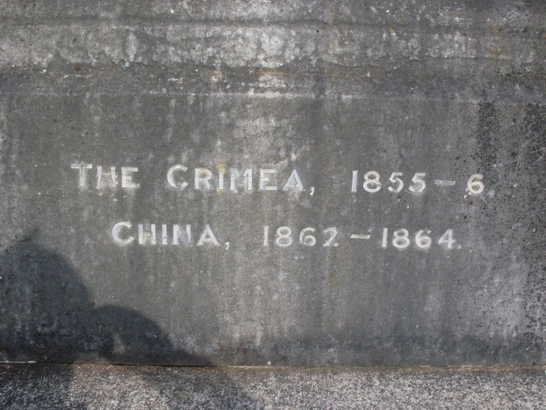 THE CRIMEA, 1855-6
CHINA, 1862-1864.